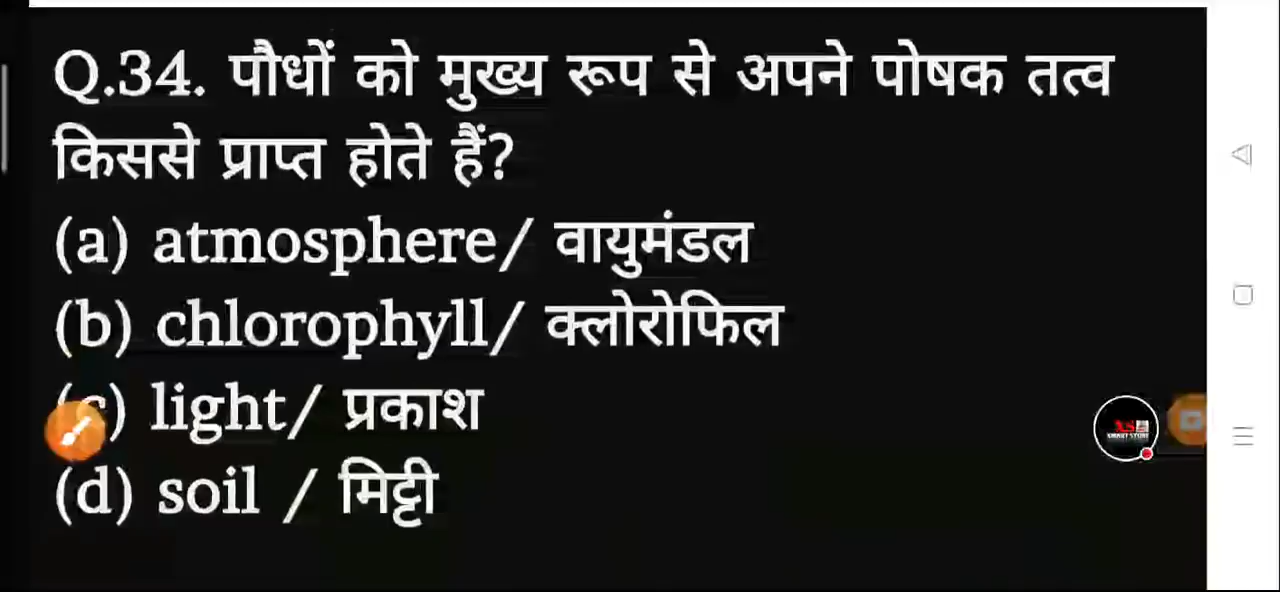 Q.34. पौधों को मुख्य रूप से अपने पोषक तत्व
किससे प्राप्त होते हैं?
(a) atmosphere/ वायुमंडल
(b) chlorophyll/ क्लोरोफिल
(c) light/ प्रकाश
(d) soil / मिट्टी